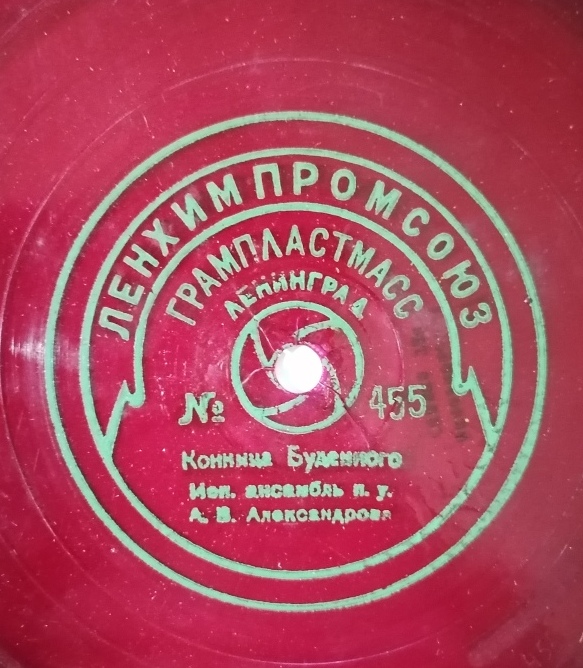 ЛЕНХИМПРОМСОЮЗ
ГРАМПЛАСТМАСС
ЛЕНИНГРАД
№ 455
Конница Буденного
Исп. ансамбль п. у.
А. В. Александрова